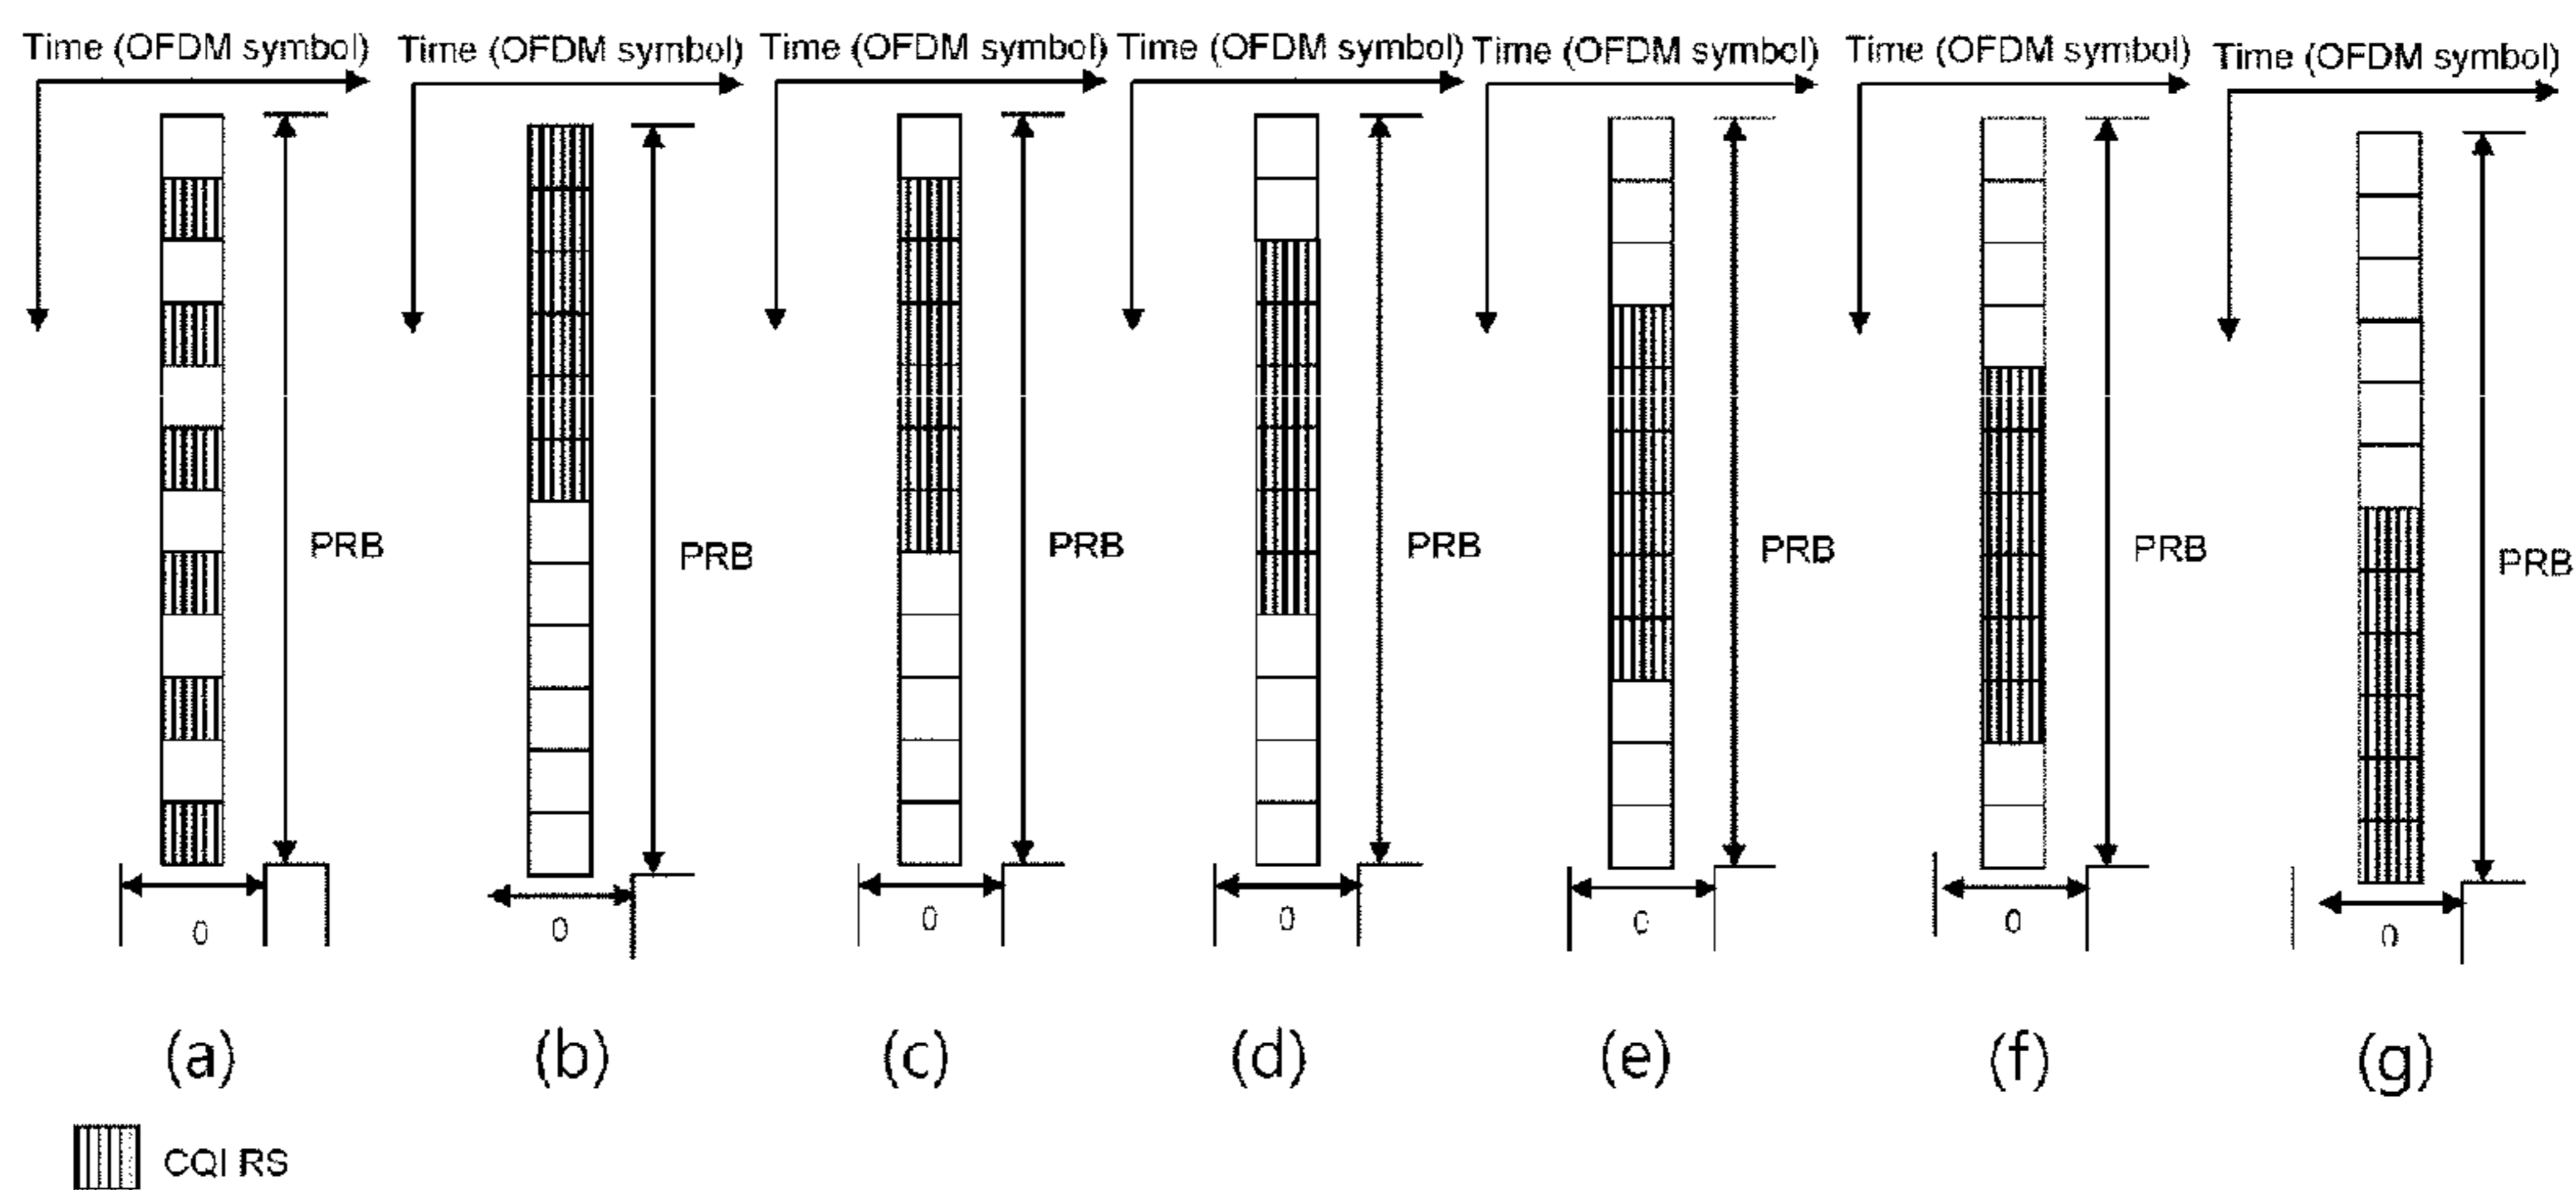 Time (OFDM symbol) Time (OFDM symbol) Time (OFDM symbol) Time (OFDM symbol) Time (OFDM symbol) Time (OFDM symbol) Time (OFDM symbol)
PRB PRB PRB PRB PRB PRB PRB
0 0 0 0 0 0 0
(a) (b) (c) (d) (e) (f) (g)
CQI RS